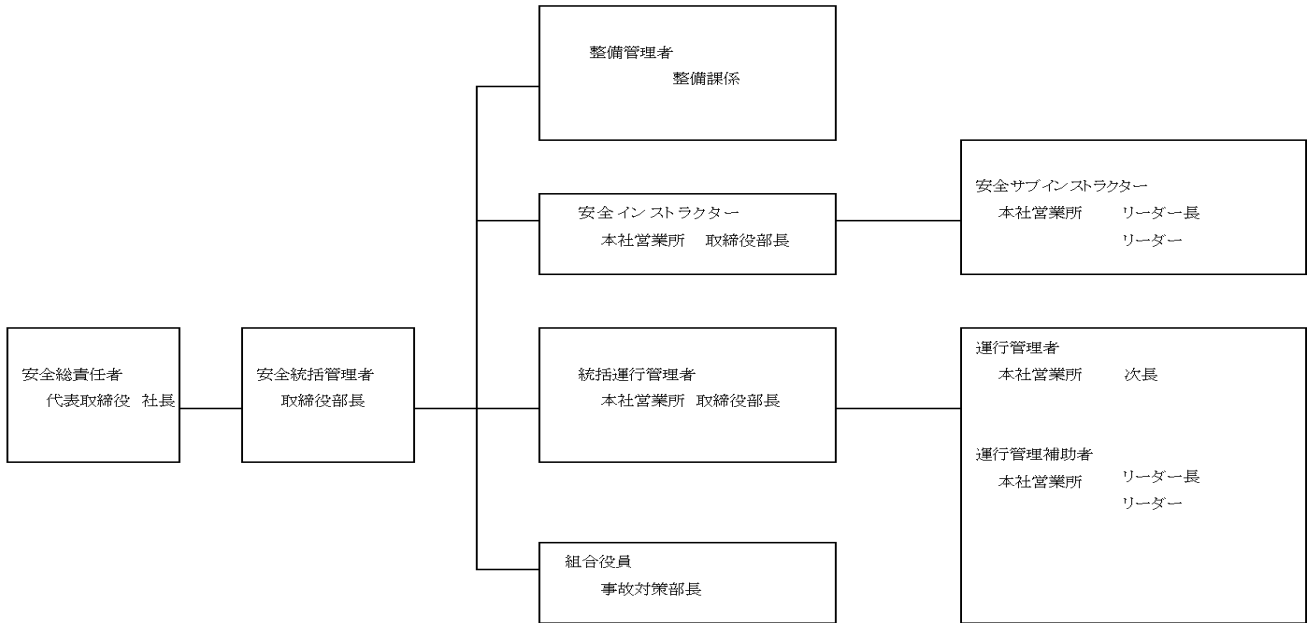 整備管理者
整備課係
安全インストラクター
本社営業所 取締役部長
安全サブインストラクター
本社営業所 リーダー長
リーダー
安全総責任者
代表取締役 社長
安全統括管理者
取締役部長
統括運行管理者
本社営業所 取締役部長
運行管理者
本社営業所 次長
運行管理補助者
本社営業所 リーダー長
リーダー
組合役員
事故対策部長